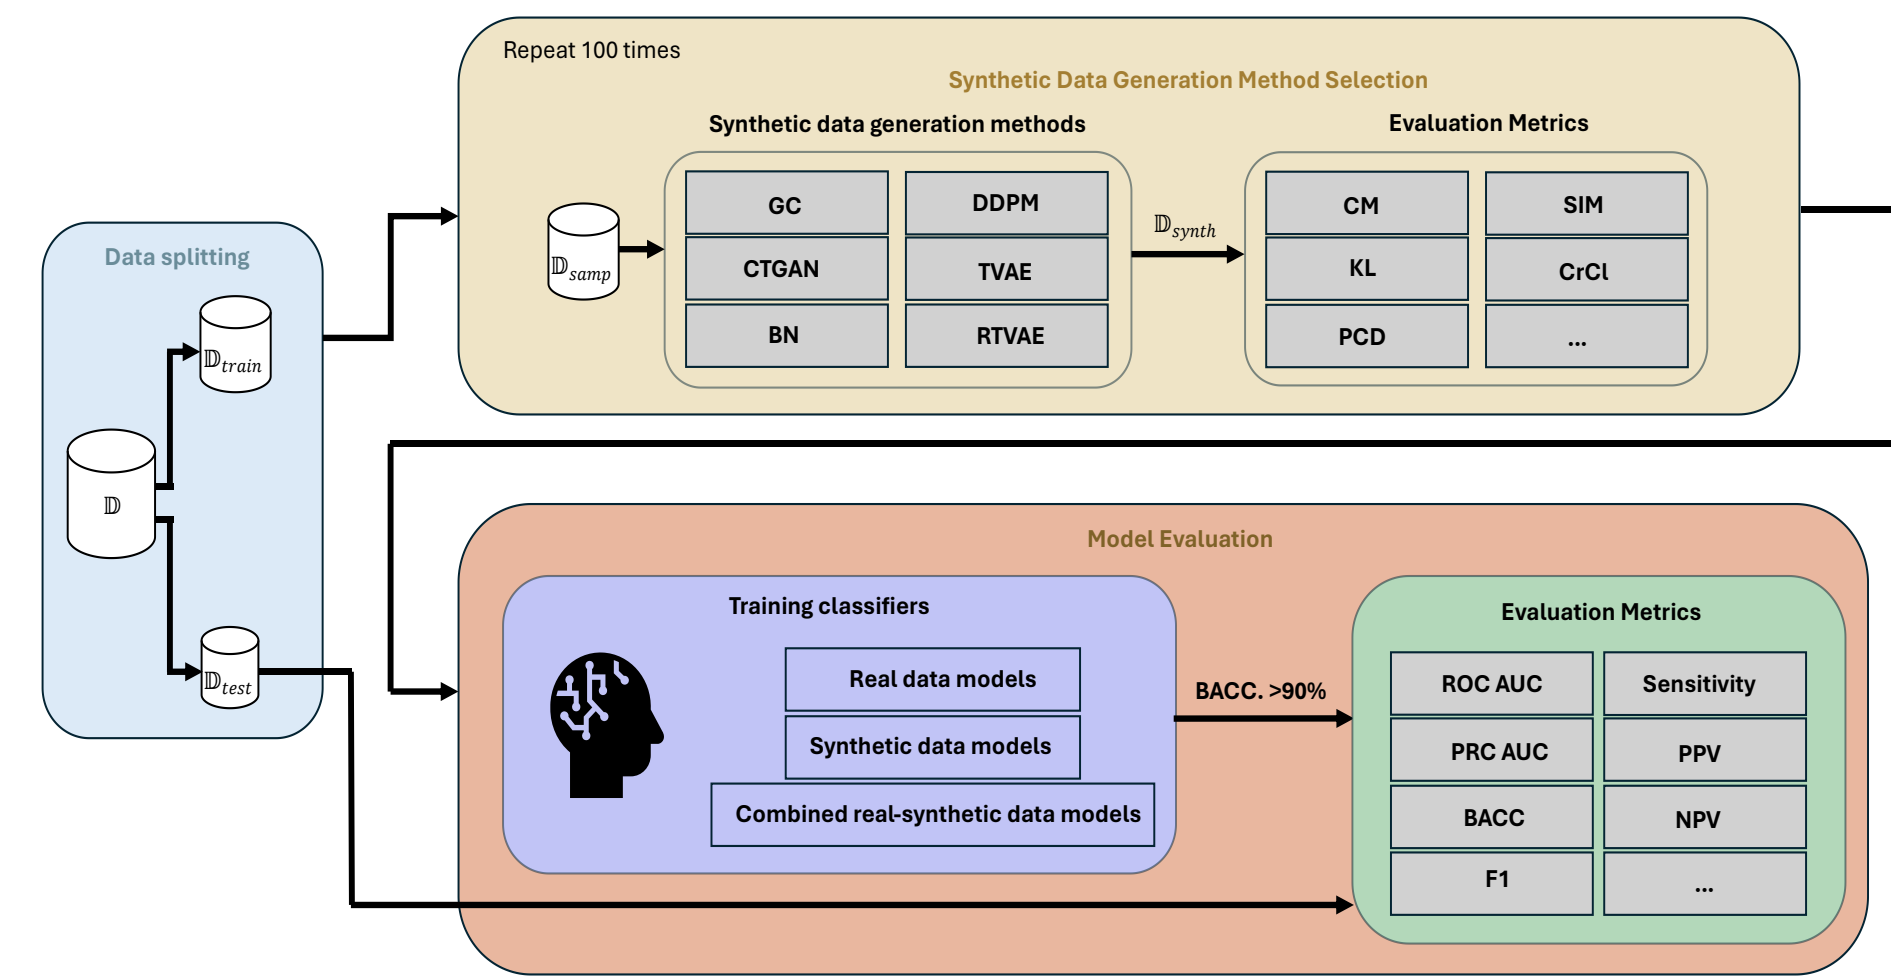 Repeat 100 times
Synthetic Data Generation Method Selection
Synthetic data generation methods
Evaluation Metrics
GC
DDPM
CTGAN
TVAE
BN
RTVAE
𝔻samp
𝔻synth
CM
SIM
KL
CrCl
PCD
...
Data splitting
𝔻train
𝔻
𝔻test
Model Evaluation
Training classifiers
Real data models
Synthetic data models
Combined real-synthetic data models
BACC. >90%
Evaluation Metrics
ROC AUC
Sensitivity
PRC AUC
PPV
BACC
NPV
F1
...